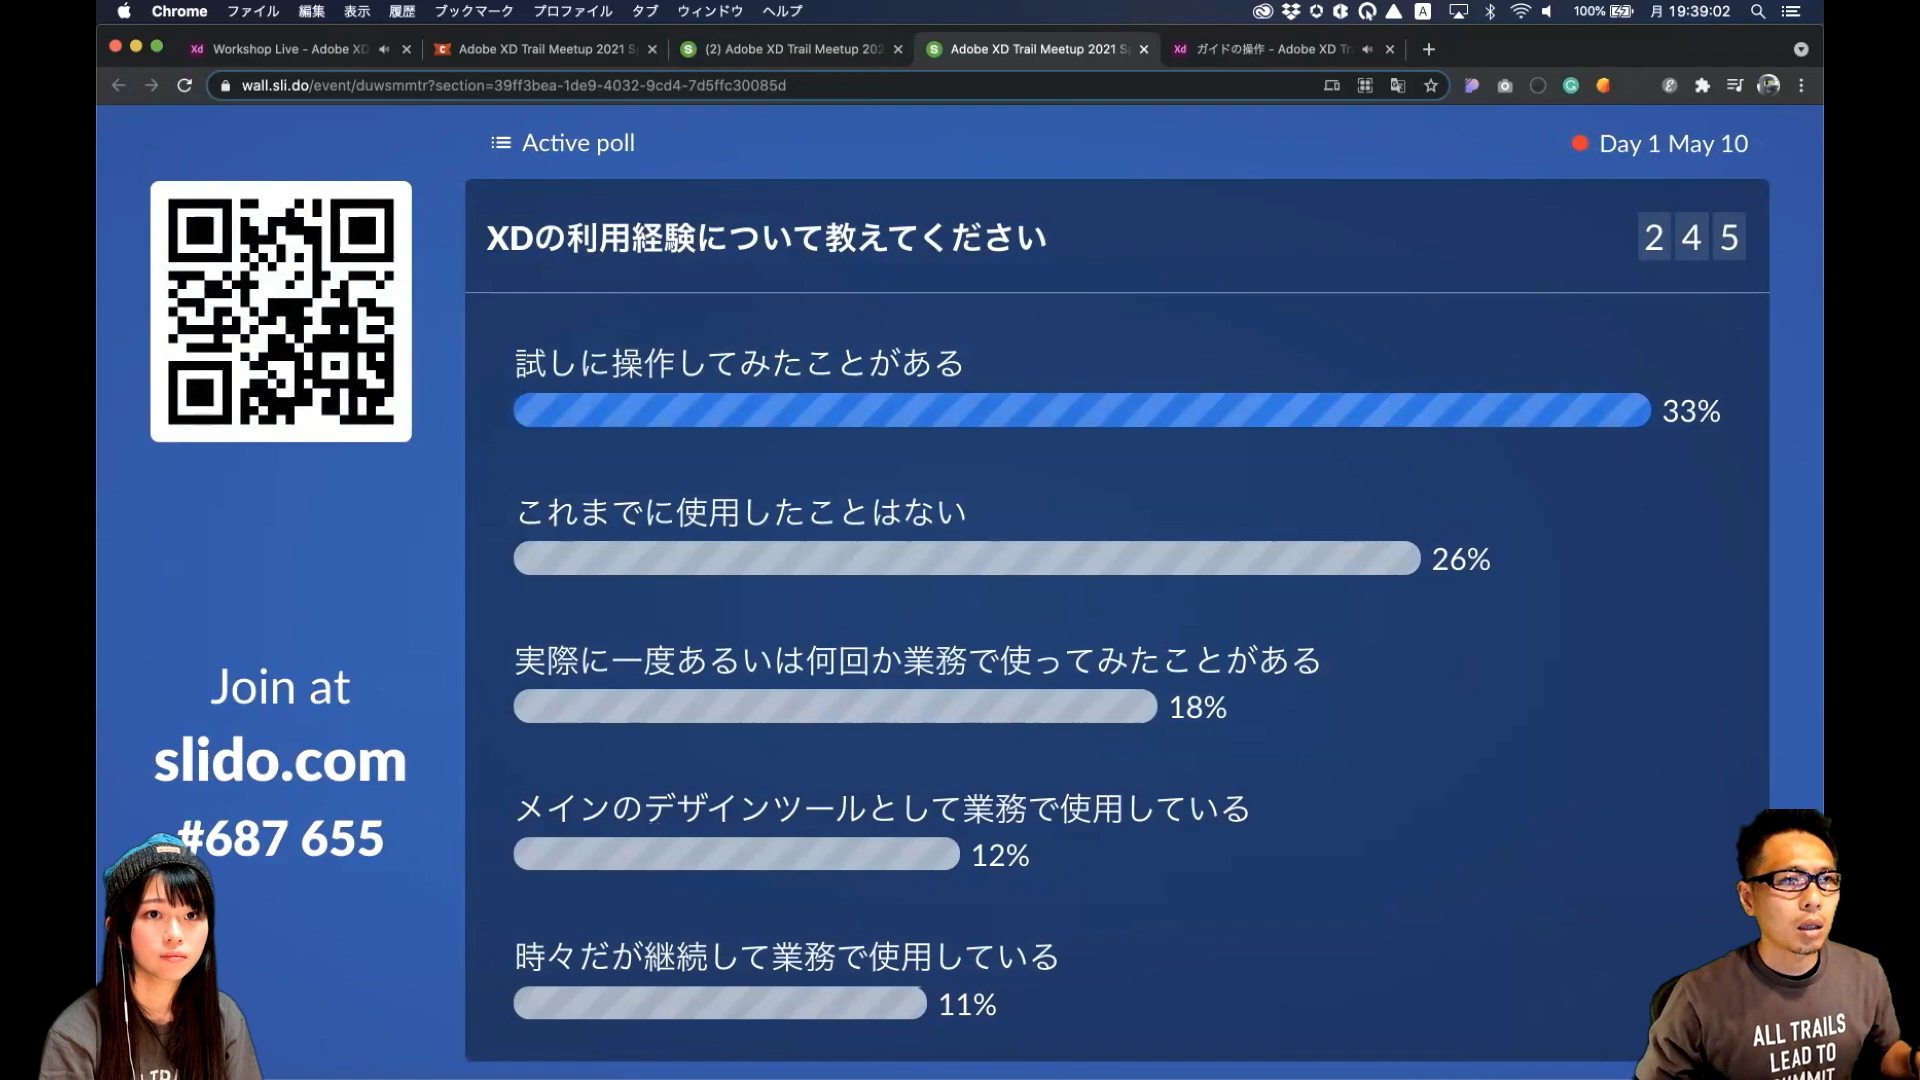 Chrome ファイル 編集 表示 履歴 ブックマーク プロファイル タブ ウィンドウ ヘルプ
A 100% 月 19:39:02
Xd Workshop Live - Adobe XD
Adobe XD Trail Meetup 2021 S
S (2) Adobe XD Trail Meetup 202
S Adobe XD Trail Meetup 2021 S
Xd ガイドの操作 - Adobe XD Tr
wall.sli.do/event/duwsmmtr?section=39ff3bea-1de9-4032-9cd4-7d5ffc30085d
Active poll
Day 1 May 10
XDの利用経験について教えてください
245
試しに操作してみたことがある
33%
これまでに使用したことはない
26%
実際に一度あるいは何回か業務で使ってみたことがある
18%
メインのデザインツールとして業務で使用している
12%
時々だが継続して業務で使用している
11%
Join at
slido.com
#687 655
ALL TRAILS
LEAD TO